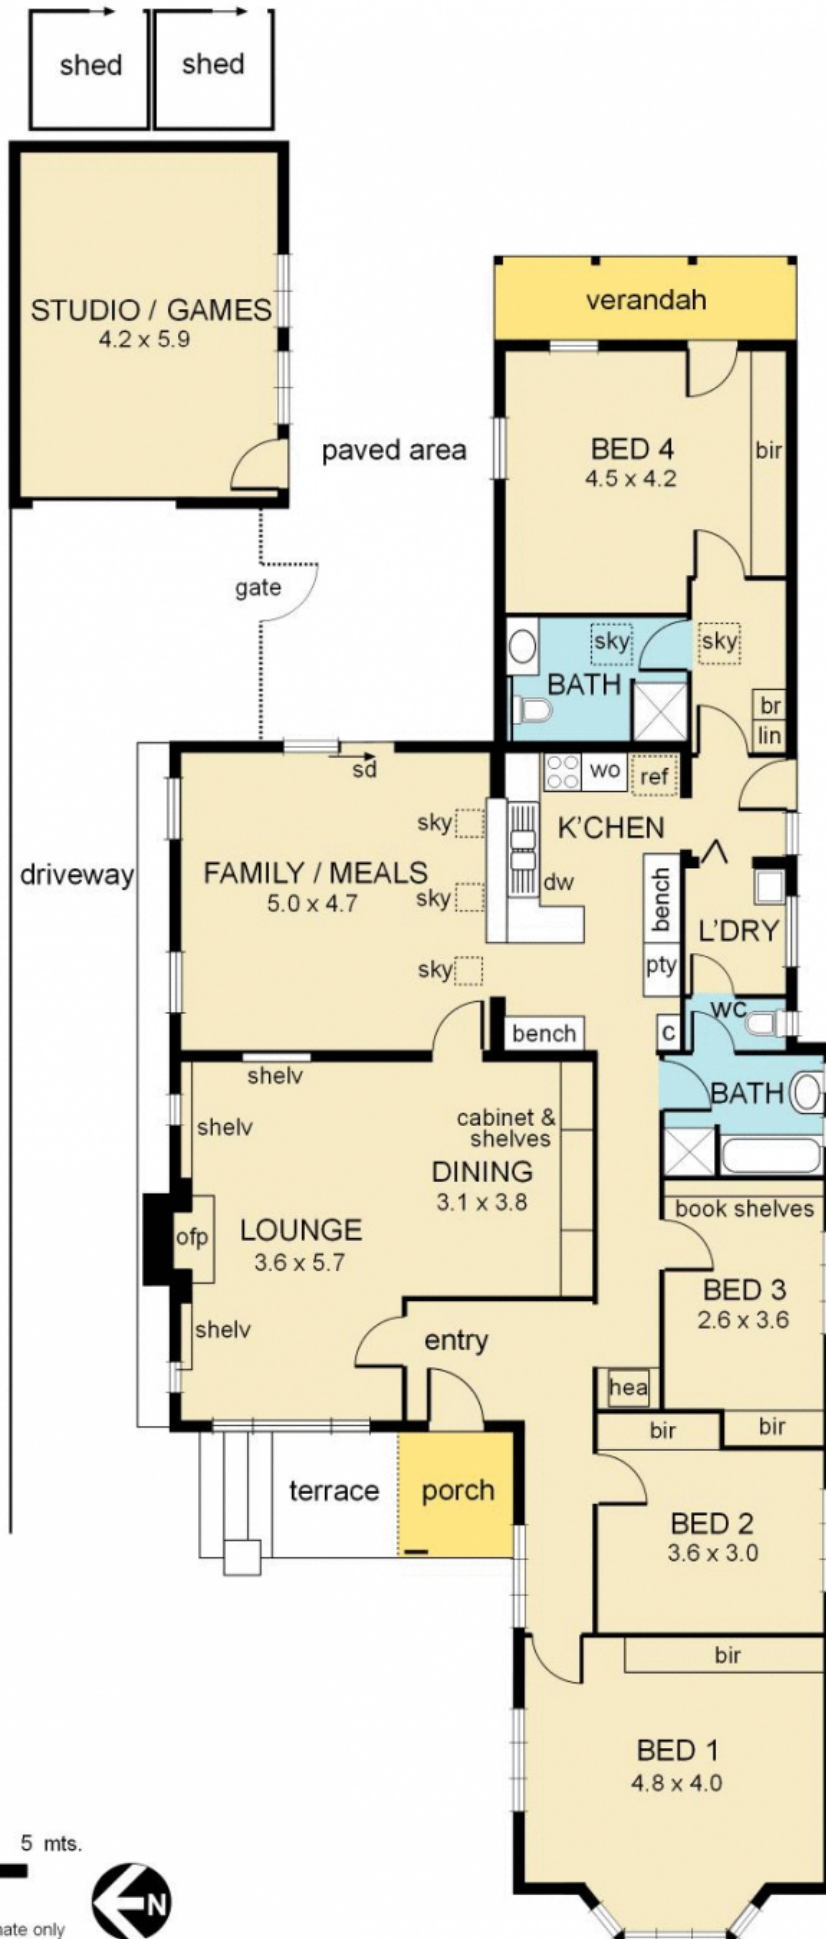 shed
shed
STUDIO / GAMES
4.2 x 5.9
verandah
paved area
BED 4
4.5 x 4.2
bir
gate
sky
sky
BATH
br
lin
sd
wo
ref
sky
K'CHEN
driveway
FAMILY / MEALS
5.0 x 4.7
dw
sky
bench
L'DRY
pty
sky
wc
bench
c
shelv
BATH
shelv
cabinet &
shelves
DINING
3.1 x 3.8
book shelves
ofp
LOUNGE
3.6 x 5.7
BED 3
2.6 x 3.6
shelv
entry
hea
bir
bir
terrace
porch
BED 2
3.6 x 3.0
bir
BED 1
4.8 x 4.0
5 mts.
N
only